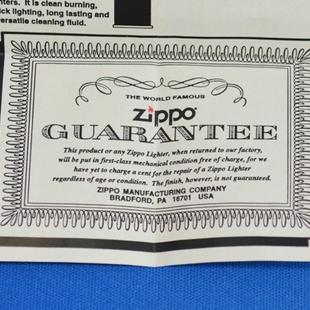 hters. It is clean burning,
ick lighting, long lasting and
ersatile cleaning fluid.
THE WORLD FAMOUS
Zippo
GUARANTEE
This product or any Zippo Lighter, when returned to our factory,
will be put in first-class mechanical condition free of charge, for we
have yet to charge a cent for the repair of a Zippo Lighter
regardless of age or condition. The finish, however, is not guaranteed.
ZIPPO MANUFACTURING COMPANY
BRADFORD, PA 16701 USA